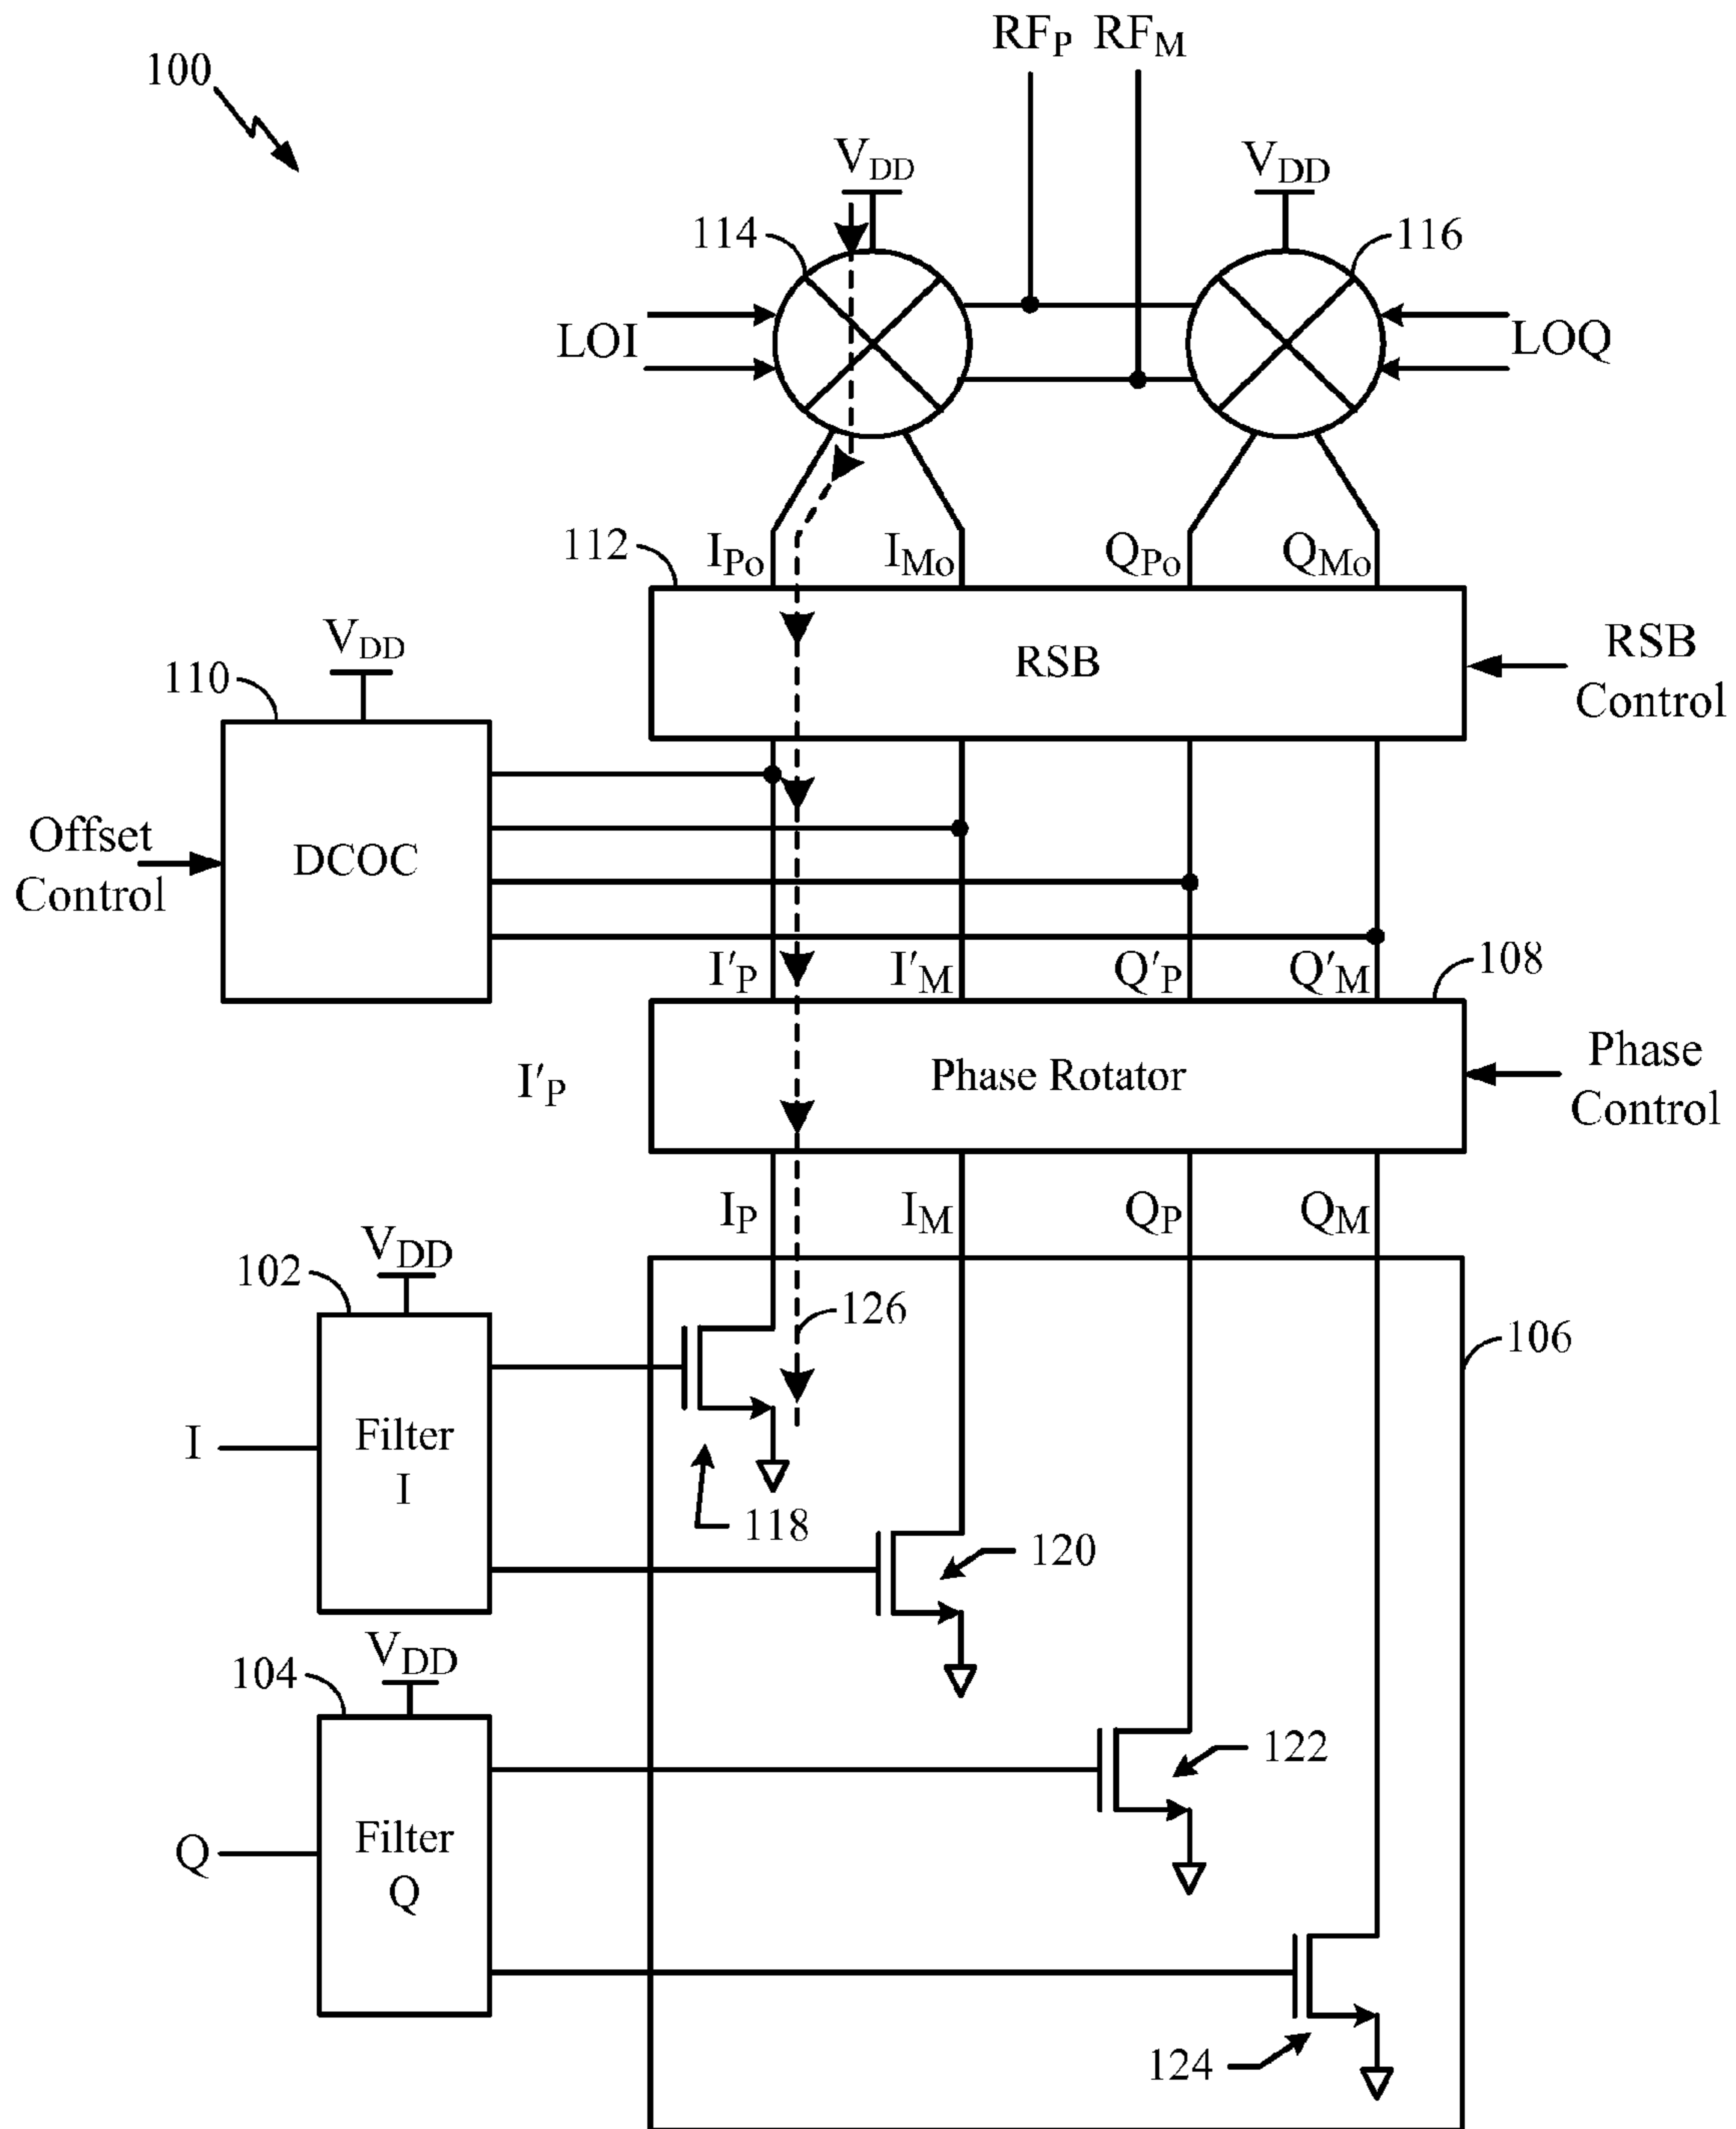 RFP RFM
100
VDD VDD
114 116
LOI LOQ
112 IPo IMo QPo QMo
VDD
RSB
RSB
Control
110
Offset
Control
DCOC
I′P I′M Q′P Q′M 108
I′P
Phase Rotator
Phase
Control
IP IM QP QM
VDD
102
126
106
I
Filter
I
118
120
VDD
104
122
Q
Filter
Q
124